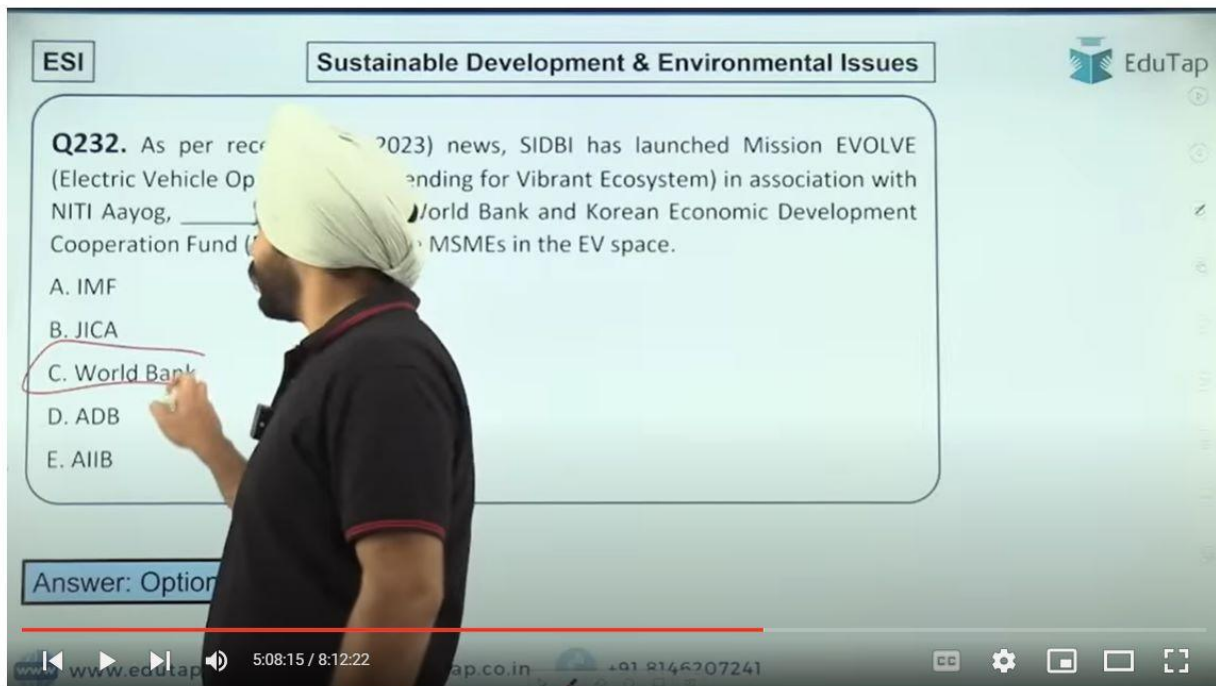 ESI
Sustainable Development & Environmental Issues
EduTap
Q232. As per 2023) news, SIDBI has launched Mission EVOLVE
(Electric Vehicle Op ending for Vibrant Ecosystem) in association with
NITI Aayog, ______ World Bank and Korean Economic Development
Cooperation Fund ( MSMEs in the EV space.
A. IMF
B. JICA
C. World Bank
D. ADB
E. AIIB
Answer: Option
5:08:15 / 8:12:22
www.edutap ap.co.in +91 8146207241
CC